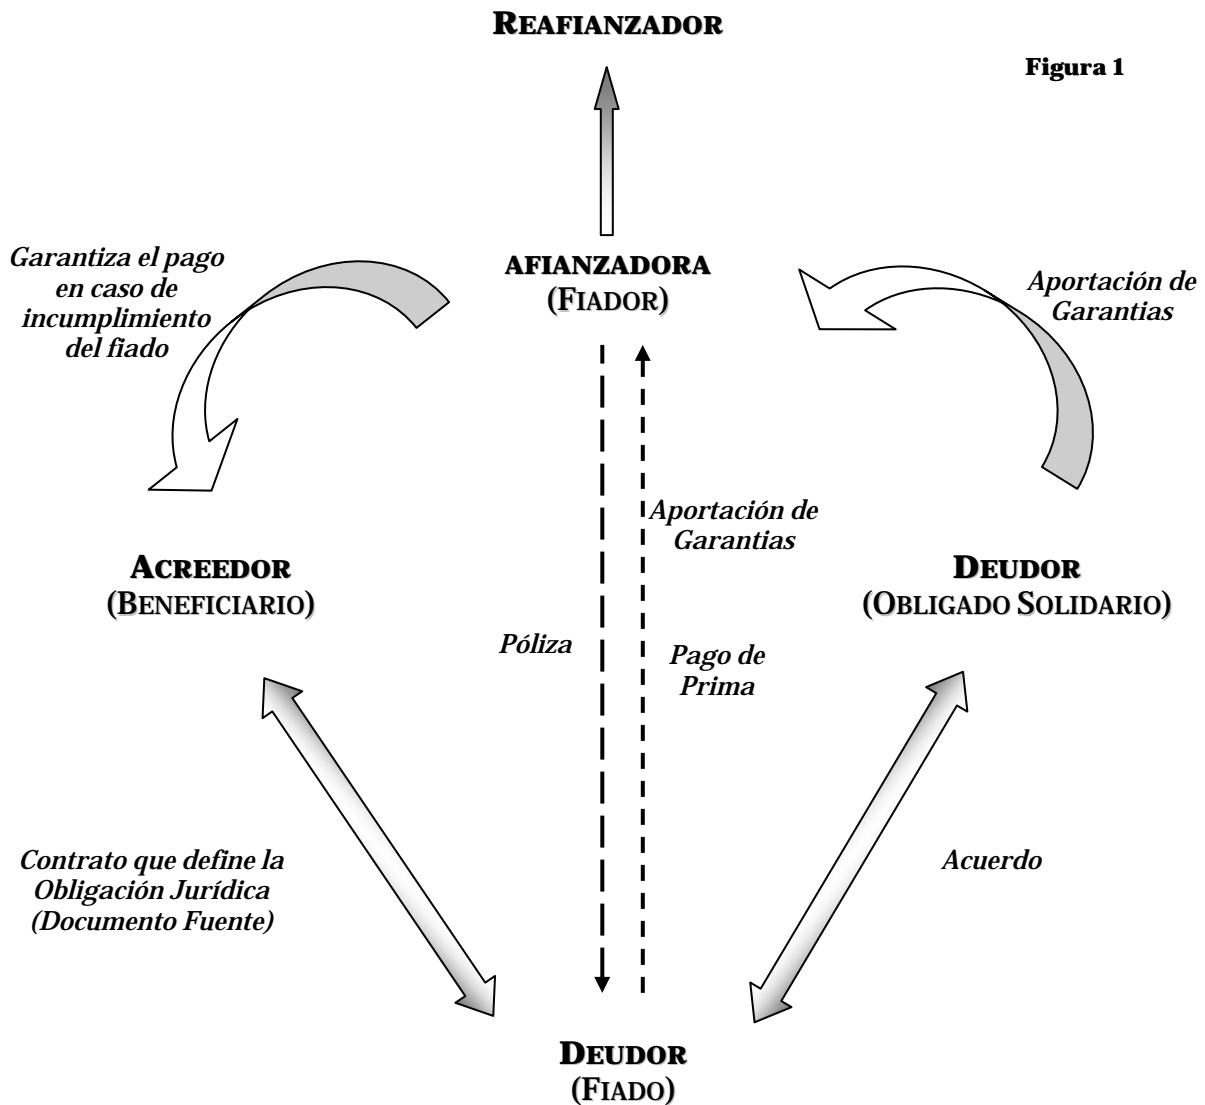 REAFIANZADOR
Figura 1
Garantiza el pago
en caso de
incumplimiento
del fiado
AFIANZADORA
(FIADOR)
Aportación de
Garantias
Aportación de
Garantias
ACREEDOR
(BENEFICIARIO)
DEUDOR
(OBLIGADO SOLIDARIO)
Póliza
Pago de
Prima
Contrato que define la
Obligación Jurídica
(Documento Fuente)
Acuerdo
DEUDOR
(FIADO)